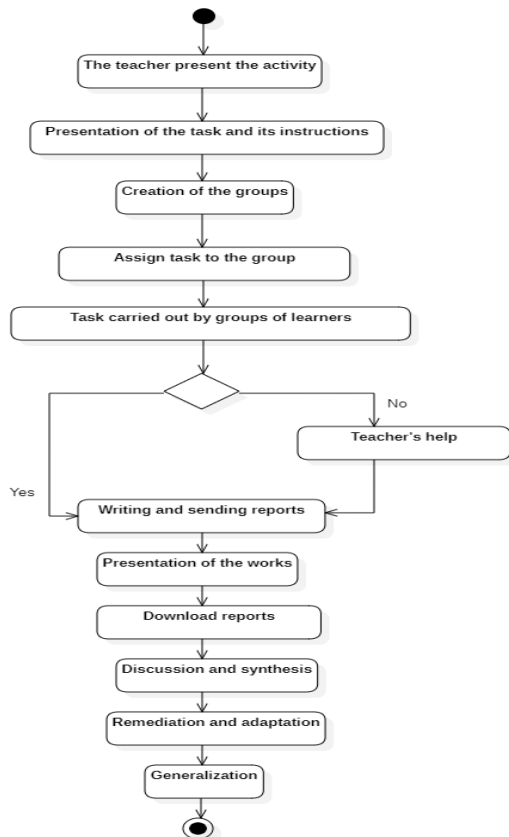 The teacher present the activity
Presentation of the task and its instructions
Creation of the groups
Assign task to the group
Task carried out by groups of learners
No
Teacher's help
Yes
Writing and sending reports
Presentation of the works
Download reports
Discussion and synthesis
Remediation and adaptation
Generalization